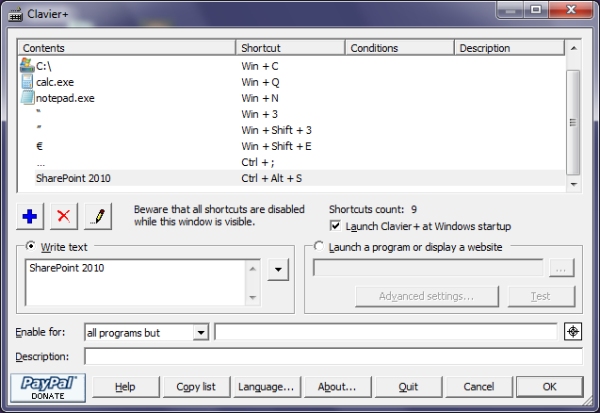 Clavier+
Contents Shortcut Conditions Description
C:\ Win + C
calc.exe Win + Q
notepad.exe Win + N
“ Win + 3
” Win + Shift + 3
€ Win + Shift + E
... Ctrl + ;
SharePoint 2010 Ctrl + Alt + S
Beware that all shortcuts are disabled
while this window is visible.
Shortcuts count: 9
Launch Clavier+ at Windows startup
Write text
Launch a program or display a website
SharePoint 2010
...
Advanced settings... Test
Enable for: all programs but
Description:
PayPal
DONATE
Help Copy list Language... About... Quit Cancel OK